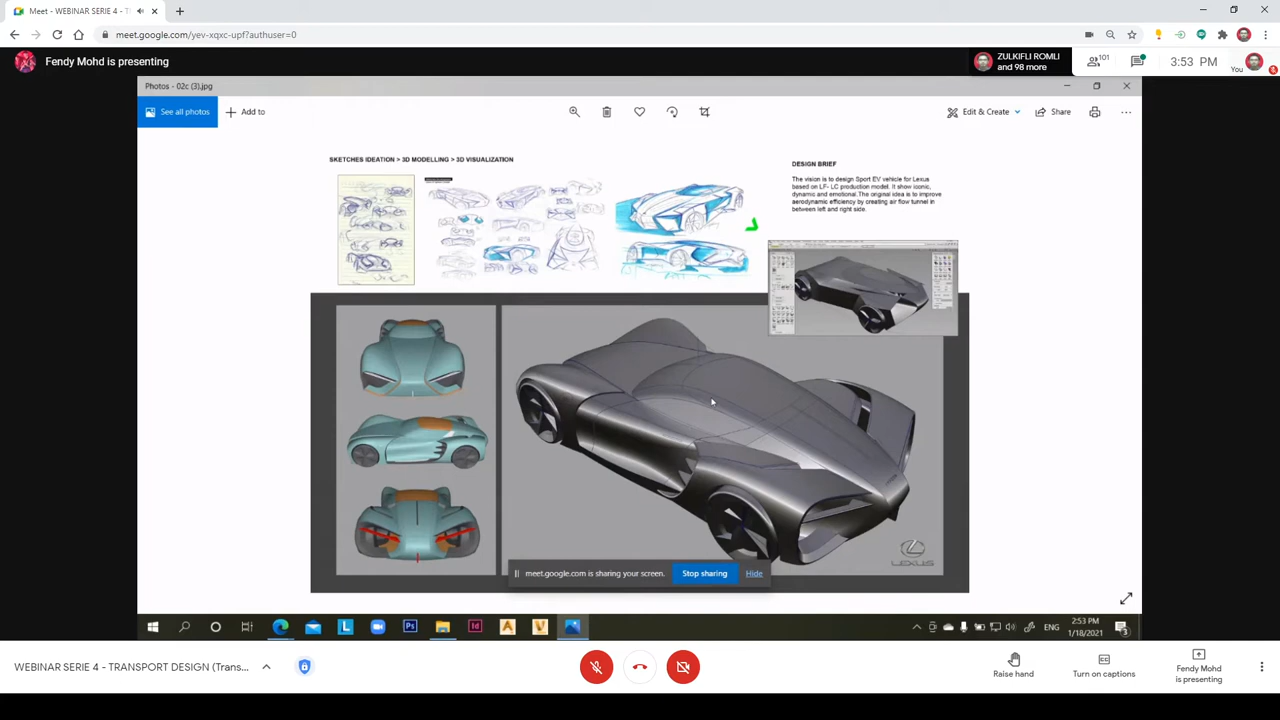 Meet - WEBINAR SERIE 4 - TR
meet.google.com/yev-xqxc-upf?authuser=0
Fendy Mohd is presenting
ZULKIFLI ROMLI
and 98 more
101
3:53 PM
You
Photos - 02c (3).jpg
See all photos
Add to
Edit & Create
Share
SKETCHES IDEATION > 3D MODELLING > 3D VISUALIZATION
DESIGN BRIEF
The vision is to design Sport EV vehicle for Lexus
based on LF- LC production model. It show iconic,
dynamic and emotional.The original idea is to improve
aerodynamic efficiency by creating air flow tunnel in
between left and right side.
LEXUS
meet.google.com is sharing your screen.
Stop sharing
Hide
L
Ps
Id
ENG
2:53 PM
1/18/2021
3
WEBINAR SERIE 4 - TRANSPORT DESIGN (Trans...
Raise hand
Turn on captions
Fendy Mohd
is presenting